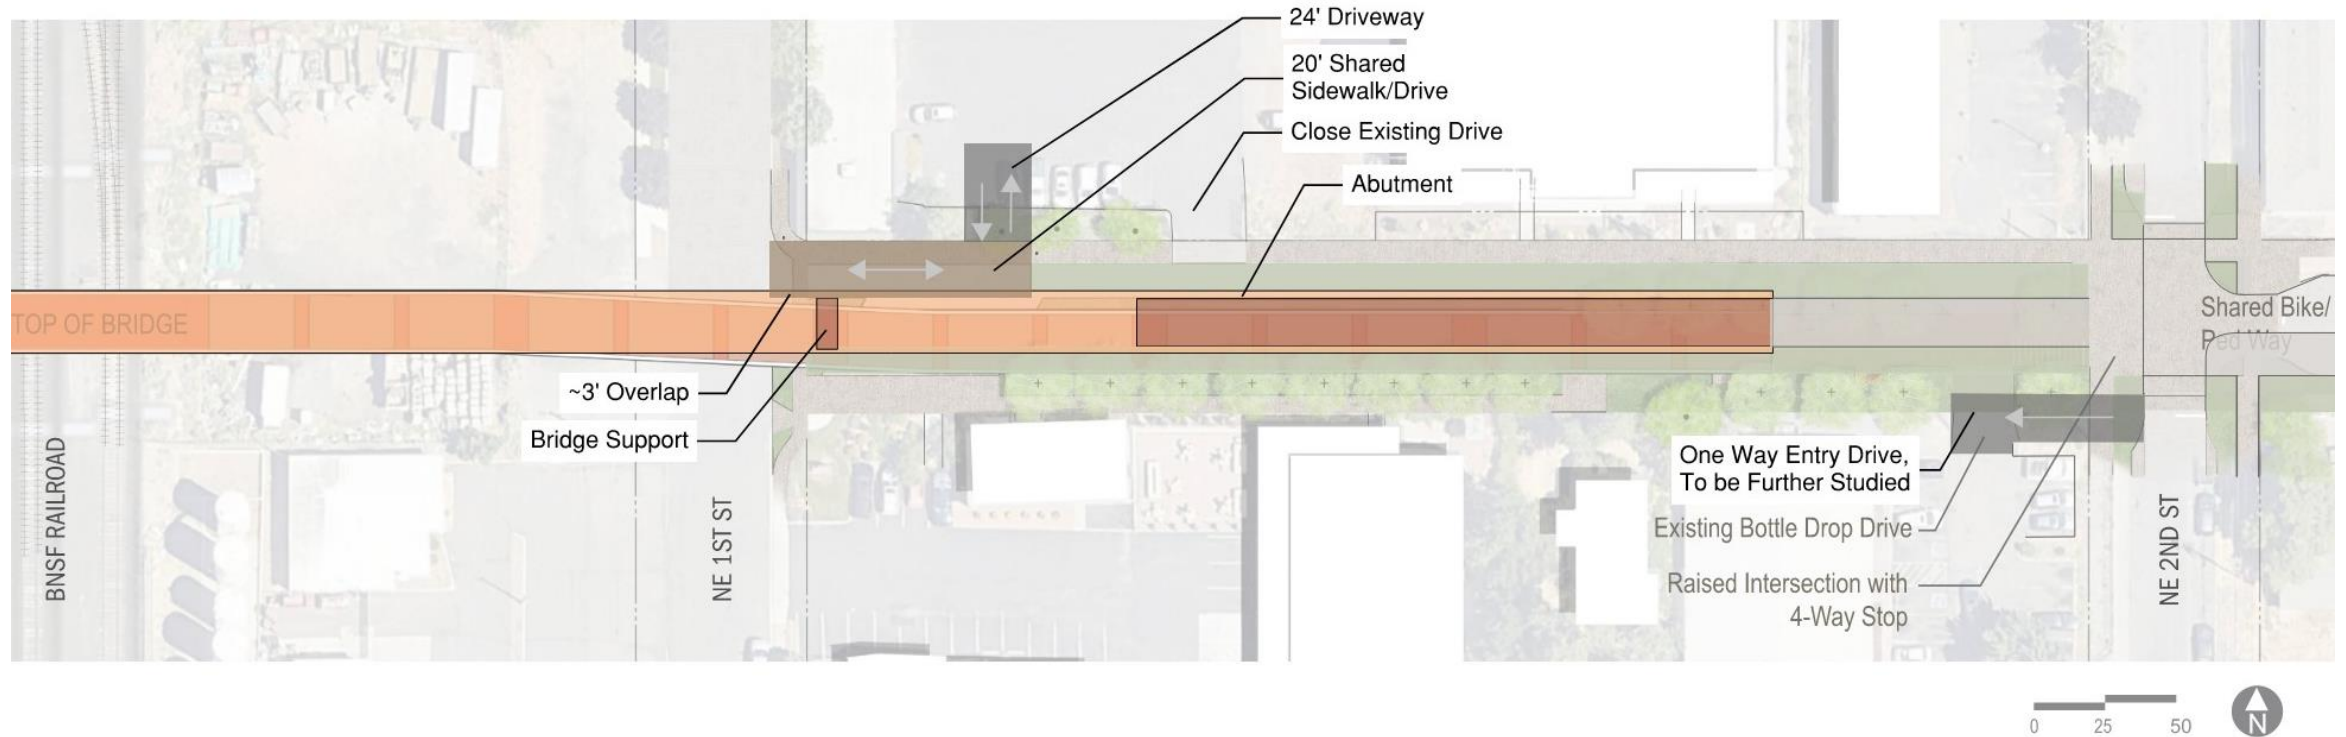 24' Driveway
20' Shared
Sidewalk/Drive
Close Existing Drive
Abutment
TOP OF BRIDGE
Shared Bike/
Ped Way
~3' Overlap
Bridge Support
One Way Entry Drive,
To be Further Studied
Existing Bottle Drop Drive
Raised Intersection with
4-Way Stop
BNSF RAILROAD
NE 1ST ST
NE 2ND ST
0 25 50
N